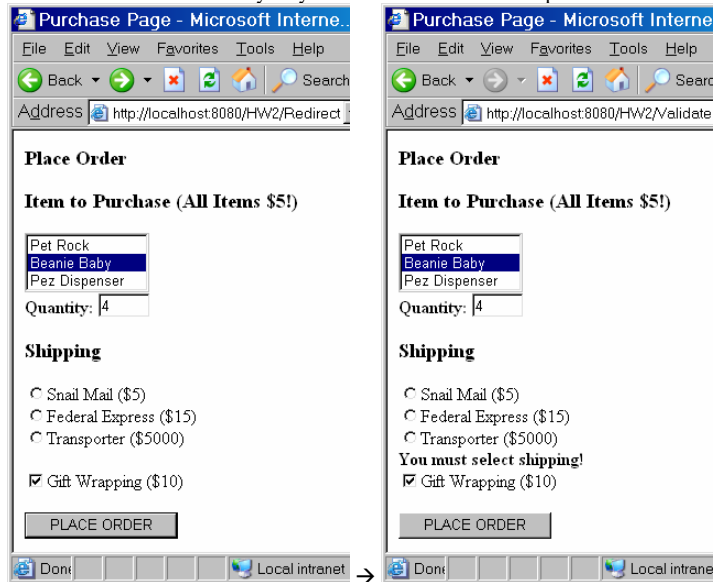 Purchase Page - Microsoft Interne..
File Edit View Favorites Tools Help
Back Search
Address http://localhost:8080/HW2/Redirect
Place Order
Item to Purchase (All Items $5!)
Pet Rock
Beanie Baby
Pez Dispenser
Quantity: 4
Shipping
Snail Mail ($5)
Federal Express ($15)
Transporter ($5000)
Gift Wrapping ($10)
PLACE ORDER
Done Local intranet
→
Purchase Page - Microsoft Interne
File Edit View Favorites Tools Help
Back Searc
Address http://localhost:8080/HW2/Validate
Place Order
Item to Purchase (All Items $5!)
Pet Rock
Beanie Baby
Pez Dispenser
Quantity: 4
Shipping
Snail Mail ($5)
Federal Express ($15)
Transporter ($5000)
You must select shipping!
Gift Wrapping ($10)
PLACE ORDER
Done Local intrane